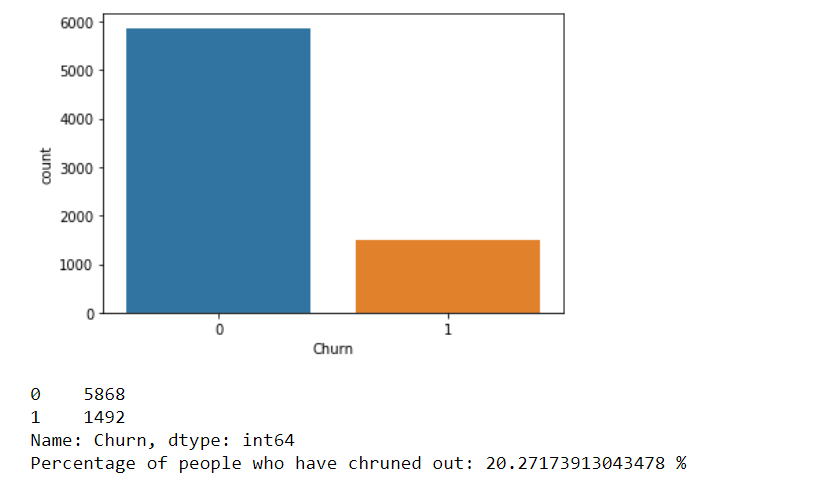 6000
5000
4000
3000
2000
1000
0
count
0 1
Churn
0 5868
1 1492
Name: Churn, dtype: int64
Percentage of people who have chruned out: 20.27173913043478 %